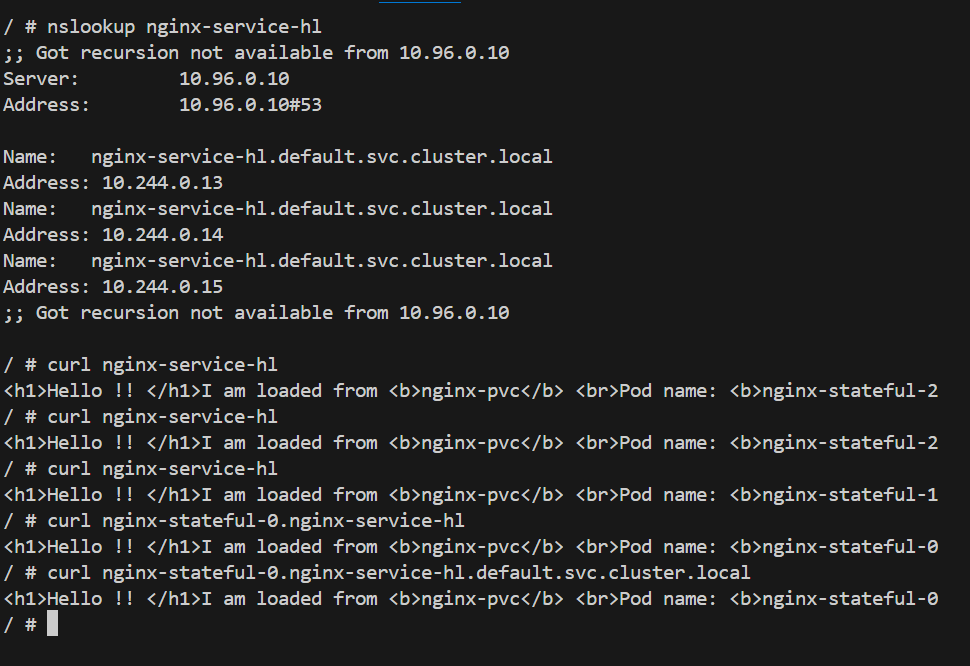 / # nslookup nginx-service-hl
;; Got recursion not available from 10.96.0.10
Server:         10.96.0.10
Address:        10.96.0.10#53
Name:   nginx-service-hl.default.svc.cluster.local
Address: 10.244.0.13
Name:   nginx-service-hl.default.svc.cluster.local
Address: 10.244.0.14
Name:   nginx-service-hl.default.svc.cluster.local
Address: 10.244.0.15
;; Got recursion not available from 10.96.0.10
/ # curl nginx-service-hl
<h1>Hello !! </h1>I am loaded from <b>nginx-pvc</b> <br>Pod name: <b>nginx-stateful-2
/ # curl nginx-service-hl
<h1>Hello !! </h1>I am loaded from <b>nginx-pvc</b> <br>Pod name: <b>nginx-stateful-2
/ # curl nginx-service-hl
<h1>Hello !! </h1>I am loaded from <b>nginx-pvc</b> <br>Pod name: <b>nginx-stateful-1
/ # curl nginx-stateful-0.nginx-service-hl
<h1>Hello !! </h1>I am loaded from <b>nginx-pvc</b> <br>Pod name: <b>nginx-stateful-0
/ # curl nginx-stateful-0.nginx-service-hl.default.svc.cluster.local
<h1>Hello !! </h1>I am loaded from <b>nginx-pvc</b> <br>Pod name: <b>nginx-stateful-0
/ #